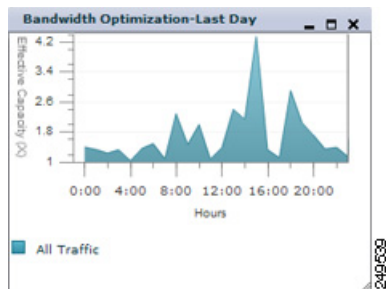 Bandwidth Optimization-Last Day
Effective Capacity (X)
4.2
3.4
2.6
1.8
1
0:00 4:00 8:00 12:00 16:00 20:00
Hours
All Traffic
249539